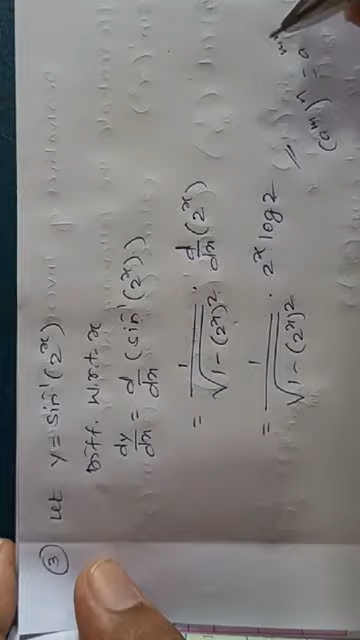 ③ Let y = sin⁻¹(2ˣ)
Diff. w.r.t x
dy/dx = d/dx (sin⁻¹(2ˣ))
= 1/√(1-(2ˣ)²) · d/dx (2ˣ)
= 1/√(1-(2ˣ)²) · 2ˣ log 2